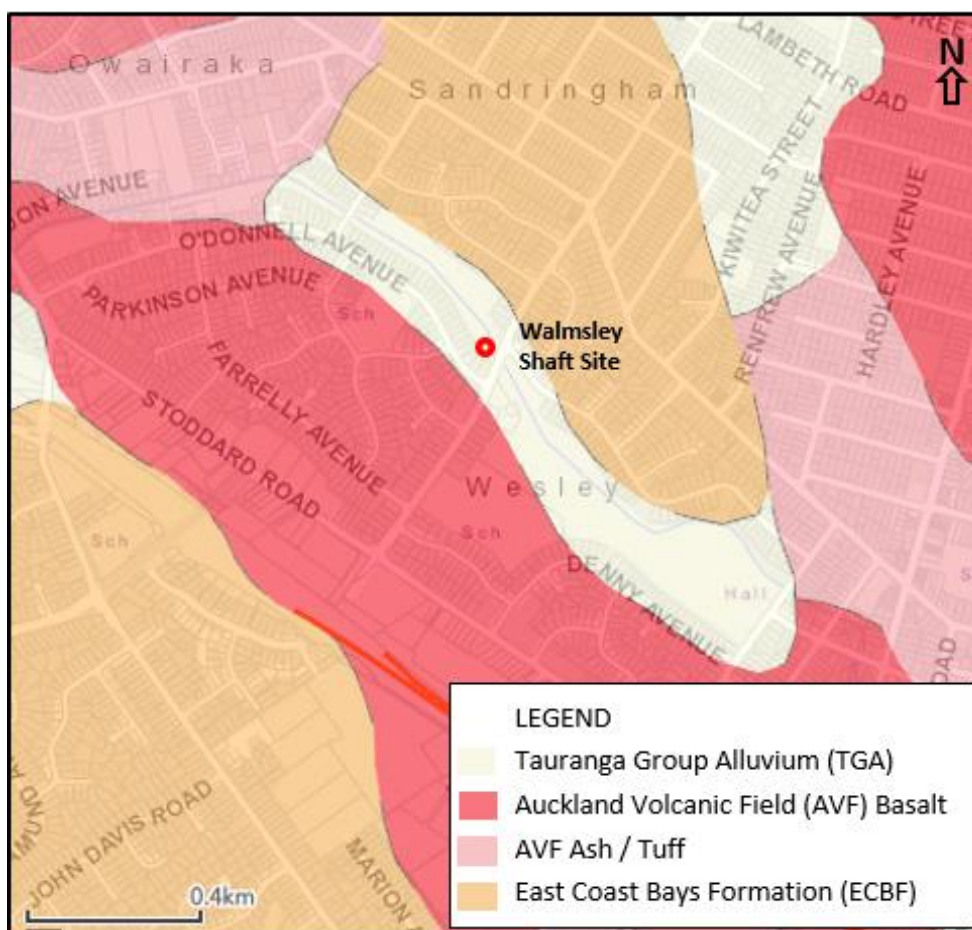 Owairaka
Sandringham
LAMBETH ROAD
N
KIWITEA STREET
RENFREW AVENUE
HARDLEY AVENUE
O'DONNELL AVENUE
PARKINSON AVENUE
Sch
Walmsley
Shaft Site
FARRELLY AVENUE
STODDARD ROAD
Wesley
Sch
Sch
DENNY AVENUE
Hall
JOHN DAVIS ROAD
MARION
0.4km
LEGEND
Tauranga Group Alluvium (TGA)
Auckland Volcanic Field (AVF) Basalt
AVF Ash / Tuff
East Coast Bays Formation (ECBF)